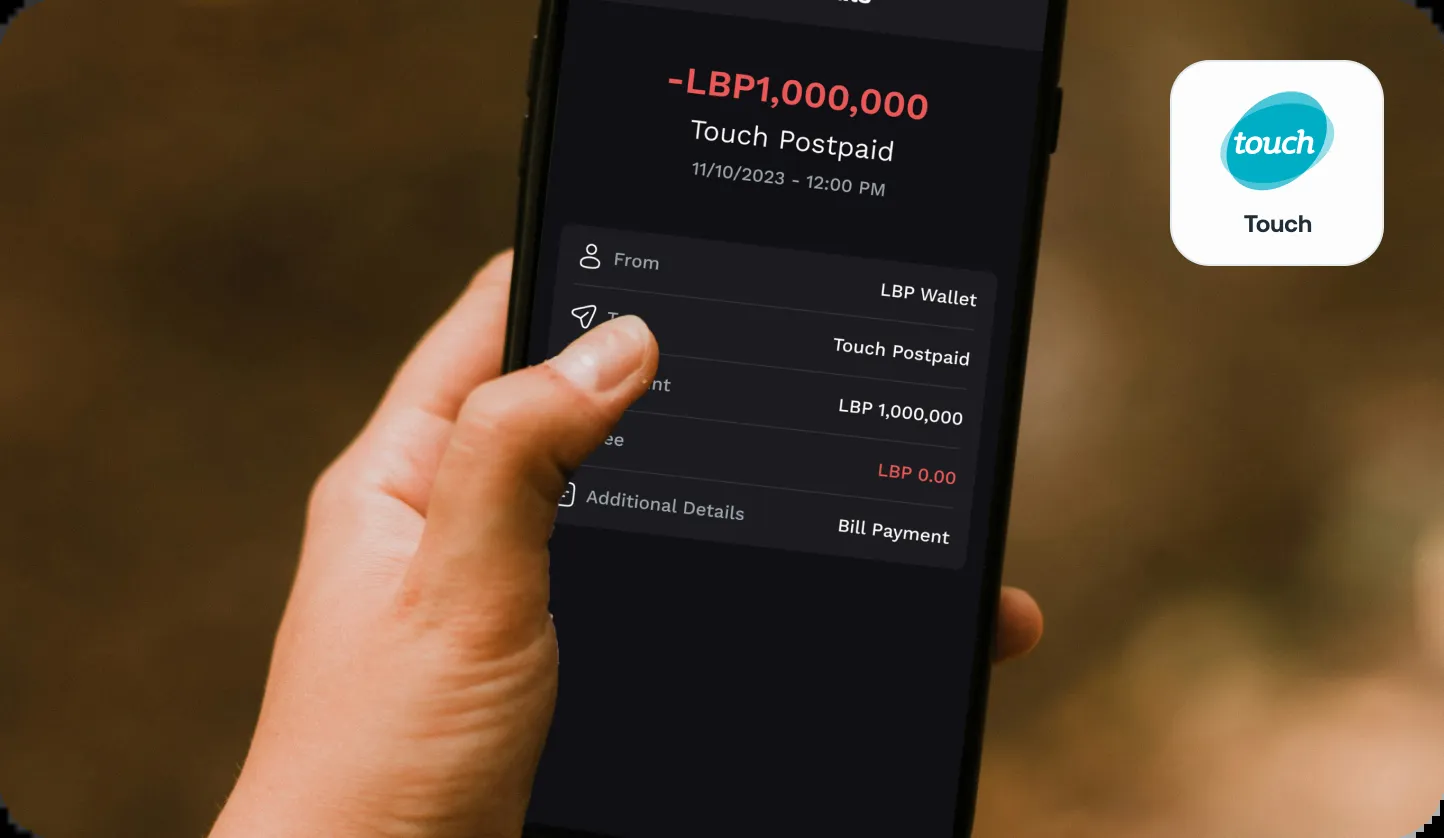 -LBP1,000,000
Touch Postpaid
11/10/2023 - 12:00 PM
From LBP Wallet
Touch Postpaid
LBP 1,000,000
LBP 0.00
Additional Details Bill Payment
touch
Touch